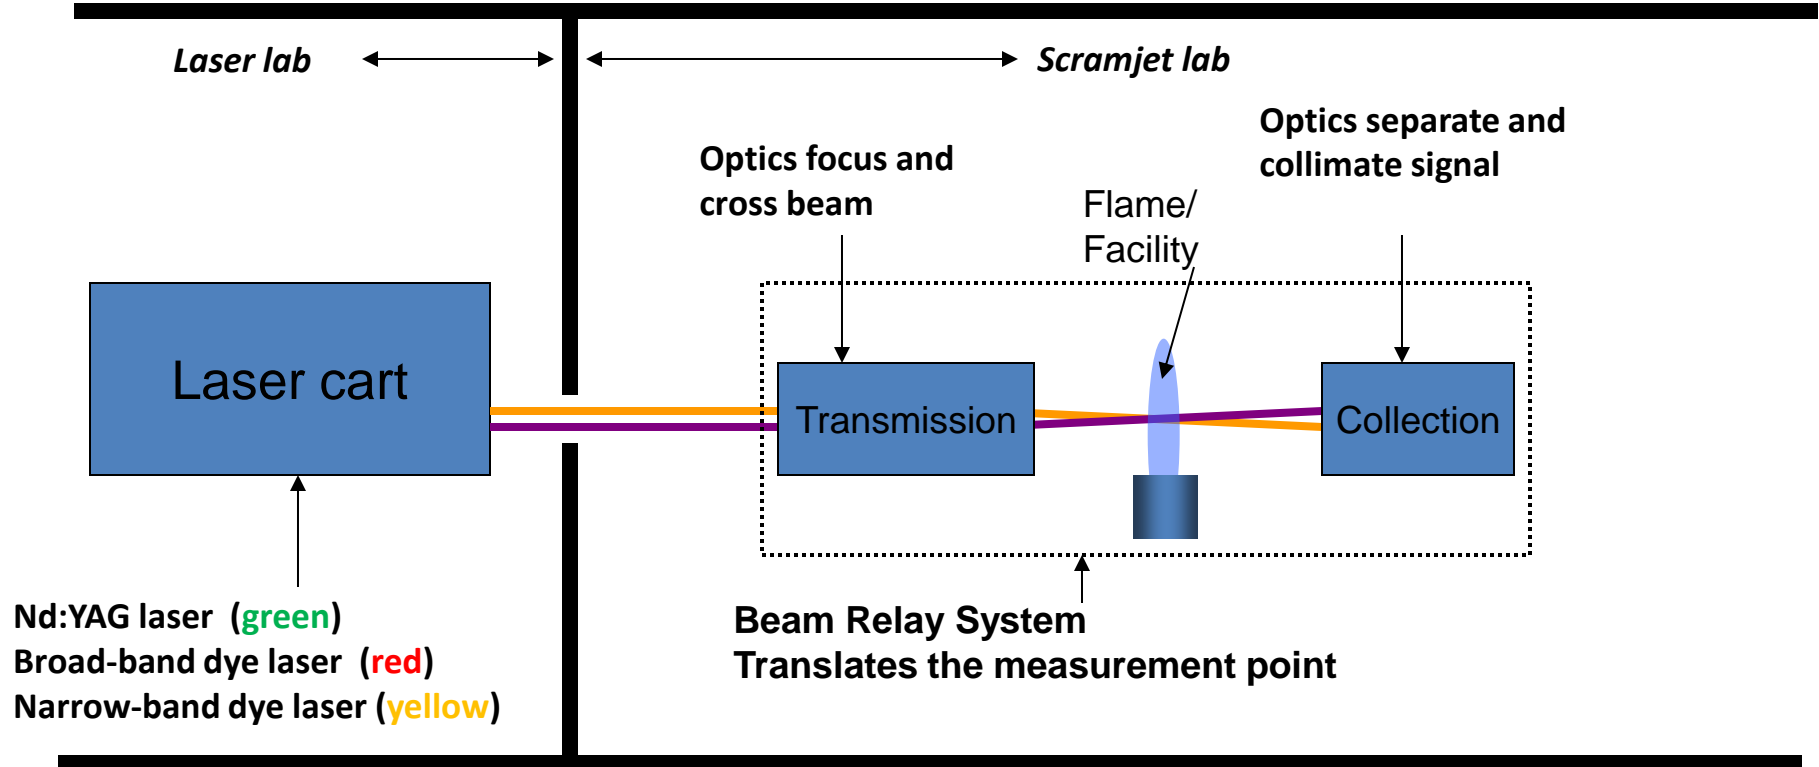 Laser lab
Scramjet lab
Optics focus and
cross beam
Flame/
Facility
Optics separate and
collimate signal
Laser cart
Transmission
Collection
Nd:YAG laser (green)
Broad-band dye laser (red)
Narrow-band dye laser (yellow)
Beam Relay System
Translates the measurement point